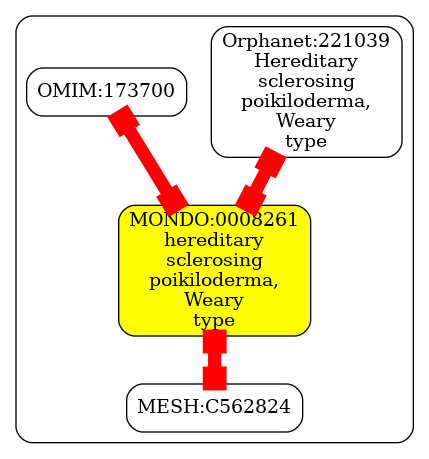 OMIM:173700
Orphanet:221039
Hereditary
sclerosing
poikiloderma,
Weary
type
MONDO:0008261
hereditary
sclerosing
poikiloderma,
Weary
type
MESH:C562824